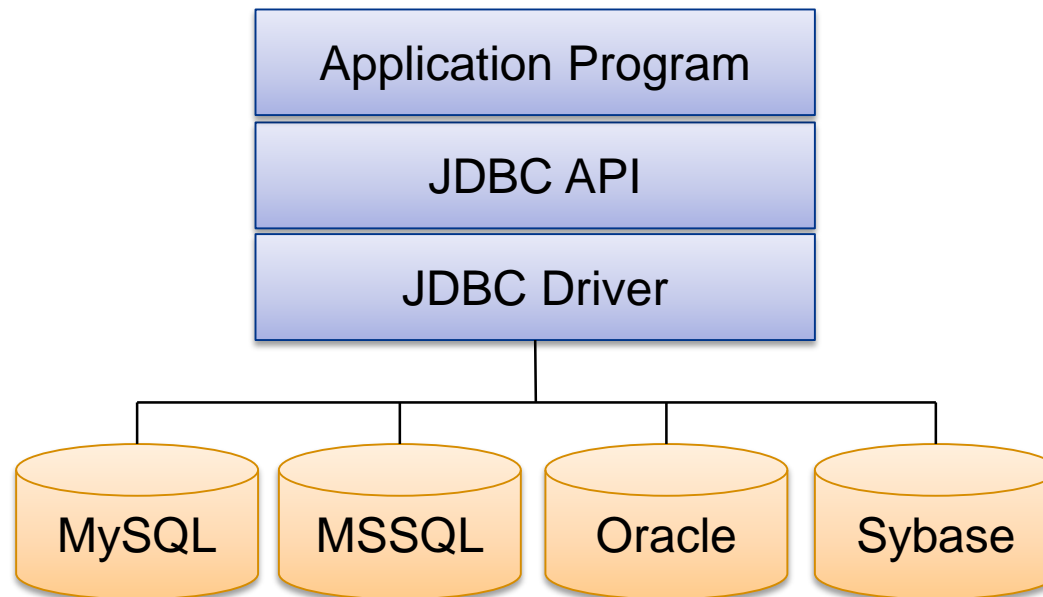 Application Program
JDBC API
JDBC Driver
MySQL
MSSQL
Oracle
Sybase